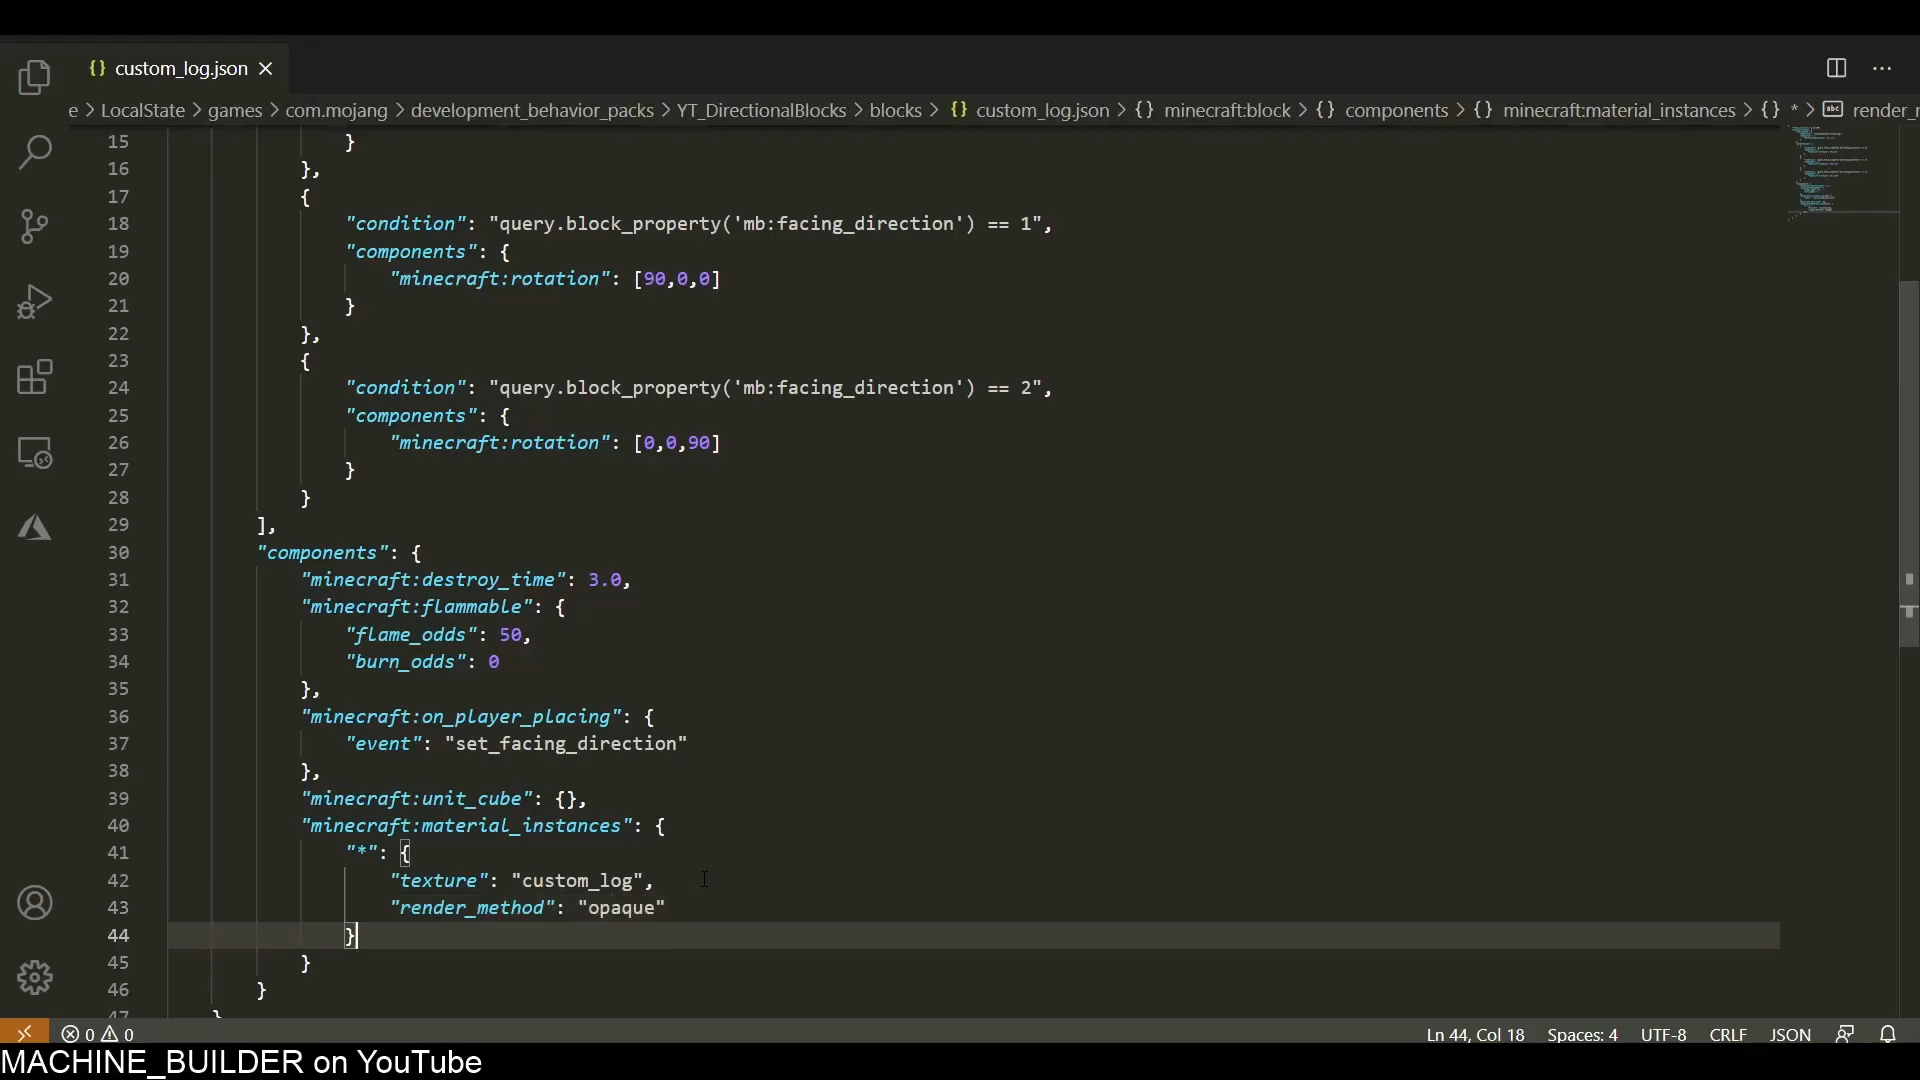 {} custom_log.json ×
e > LocalState > games > com.mojang > development_behavior_packs > YT_DirectionalBlocks > blocks > {} custom_log.json > {} minecraft:block > {} components > {} minecraft:material_instances > {} * > abc render_r
15 }
16 },
17 {
18 "condition": "query.block_property('mb:facing_direction') == 1",
19 "components": {
20 "minecraft:rotation": [90,0,0]
21 }
22 },
23 {
24 "condition": "query.block_property('mb:facing_direction') == 2",
25 "components": {
26 "minecraft:rotation": [0,0,90]
27 }
28 }
29 ],
30 "components": {
31 "minecraft:destroy_time": 3.0,
32 "minecraft:flammable": {
33 "flame_odds": 50,
34 "burn_odds": 0
35 },
36 "minecraft:on_player_placing": {
37 "event": "set_facing_direction"
38 },
39 "minecraft:unit_cube": {},
40 "minecraft:material_instances": {
41 "*": {
42 "texture": "custom_log",
43 "render_method": "opaque"
44 }
45 }
46 }
47 }
0 0 Ln 44, Col 18 Spaces: 4 UTF-8 CRLF JSON
MACHINE_BUILDER on YouTube